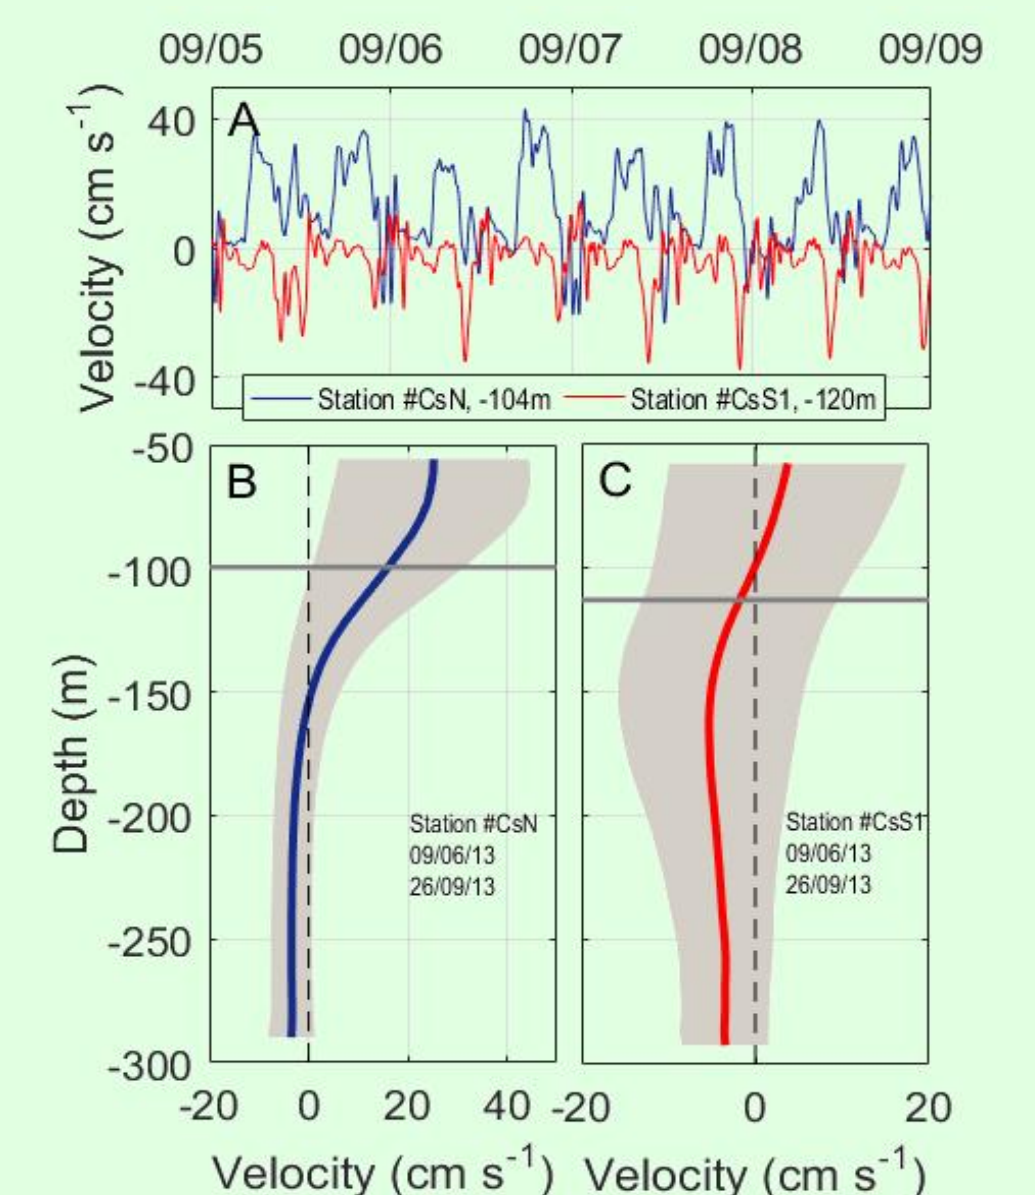 09/05 09/06 09/07 09/08 09/09
A
Velocity (cm s⁻¹)
40
0
-40
Station #CsN, -104m Station #CsS1, -120m
Depth (m)
-50
-100
-150
-200
-250
-300
B
Station #CsN
09/06/13
26/09/13
-20 0 20 40
Velocity (cm s⁻¹)
C
Station #CsS1
09/06/13
26/09/13
-20 0 20
Velocity (cm s⁻¹)